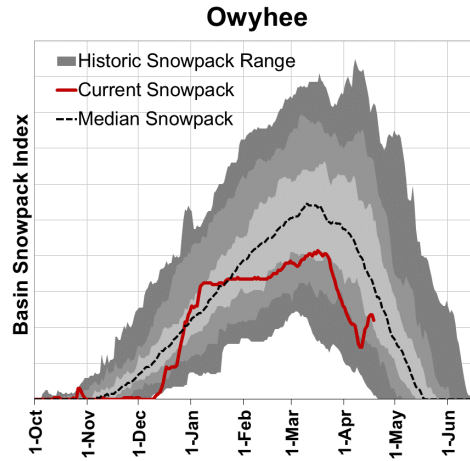 Owyhee
Historic Snowpack Range
Current Snowpack
Median Snowpack
Basin Snowpack Index
1-Oct
1-Nov
1-Dec
1-Jan
1-Feb
1-Mar
1-Apr
1-May
1-Jun